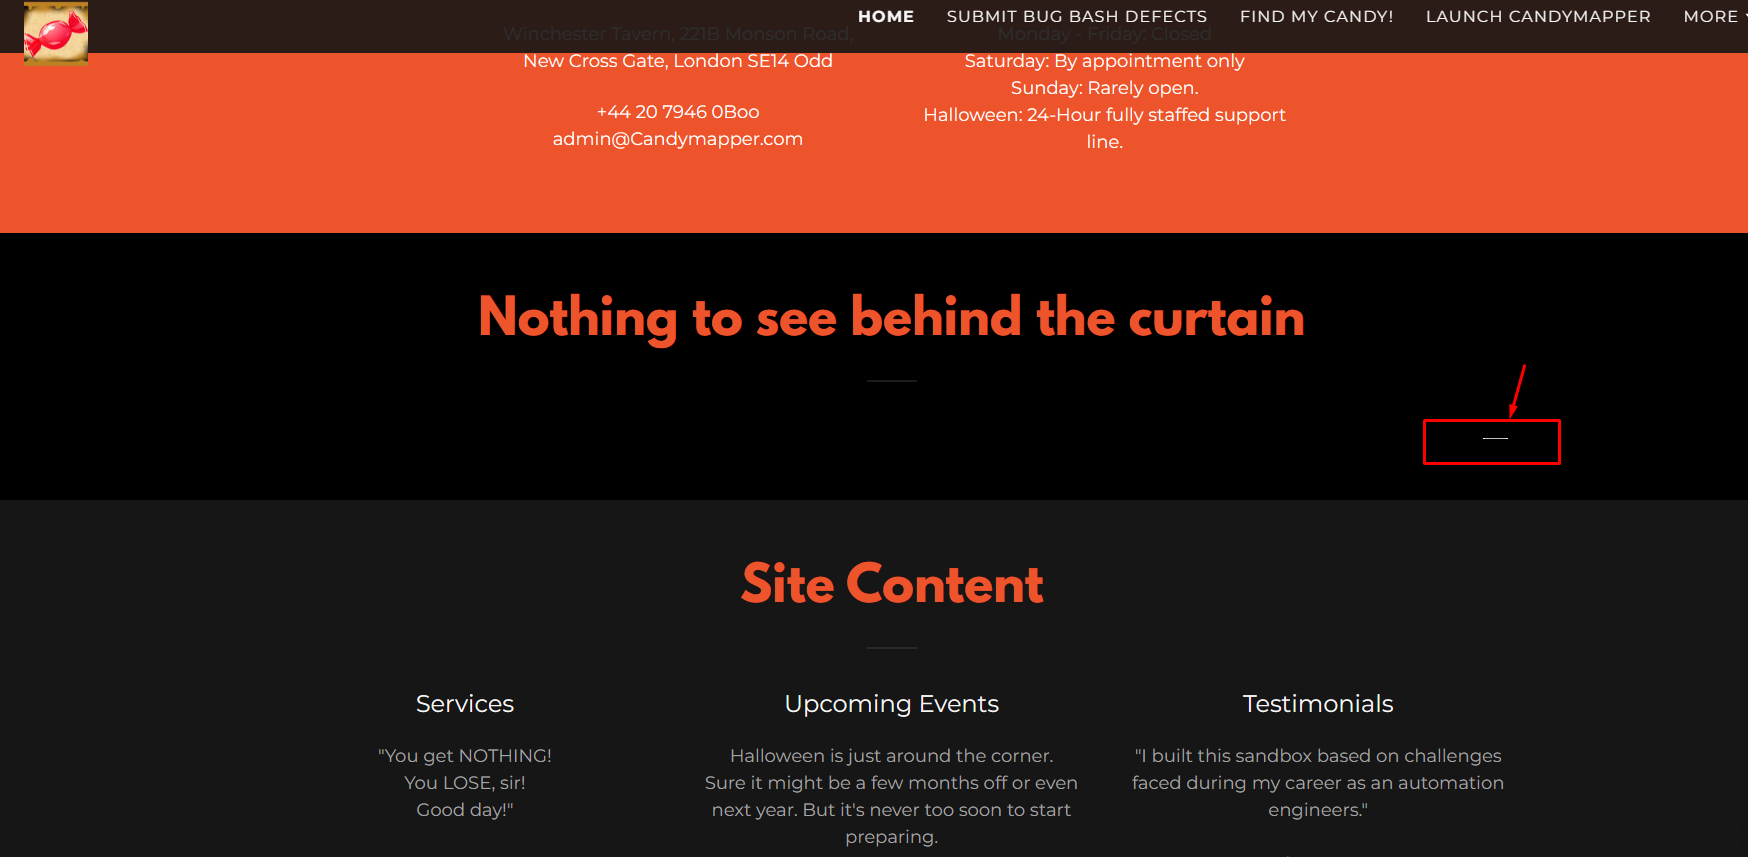 HOME SUBMIT BUG BASH DEFECTS FIND MY CANDY! LAUNCH CANDYMAPPER MORE
Winchester Tavern, 221B Monson Road,
New Cross Gate, London SE14 Odd
+44 20 7946 0Boo
admin@Candymapper.com
Monday - Friday: Closed
Saturday: By appointment only
Sunday: Rarely open.
Halloween: 24-Hour fully staffed support
line.
Nothing to see behind the curtain
Site Content
Services
"You get NOTHING!
You LOSE, sir!
Good day!"
Upcoming Events
Halloween is just around the corner.
Sure it might be a few months off or even
next year. But it's never too soon to start
preparing.
Testimonials
"I built this sandbox based on challenges
faced during my career as an automation
engineers."